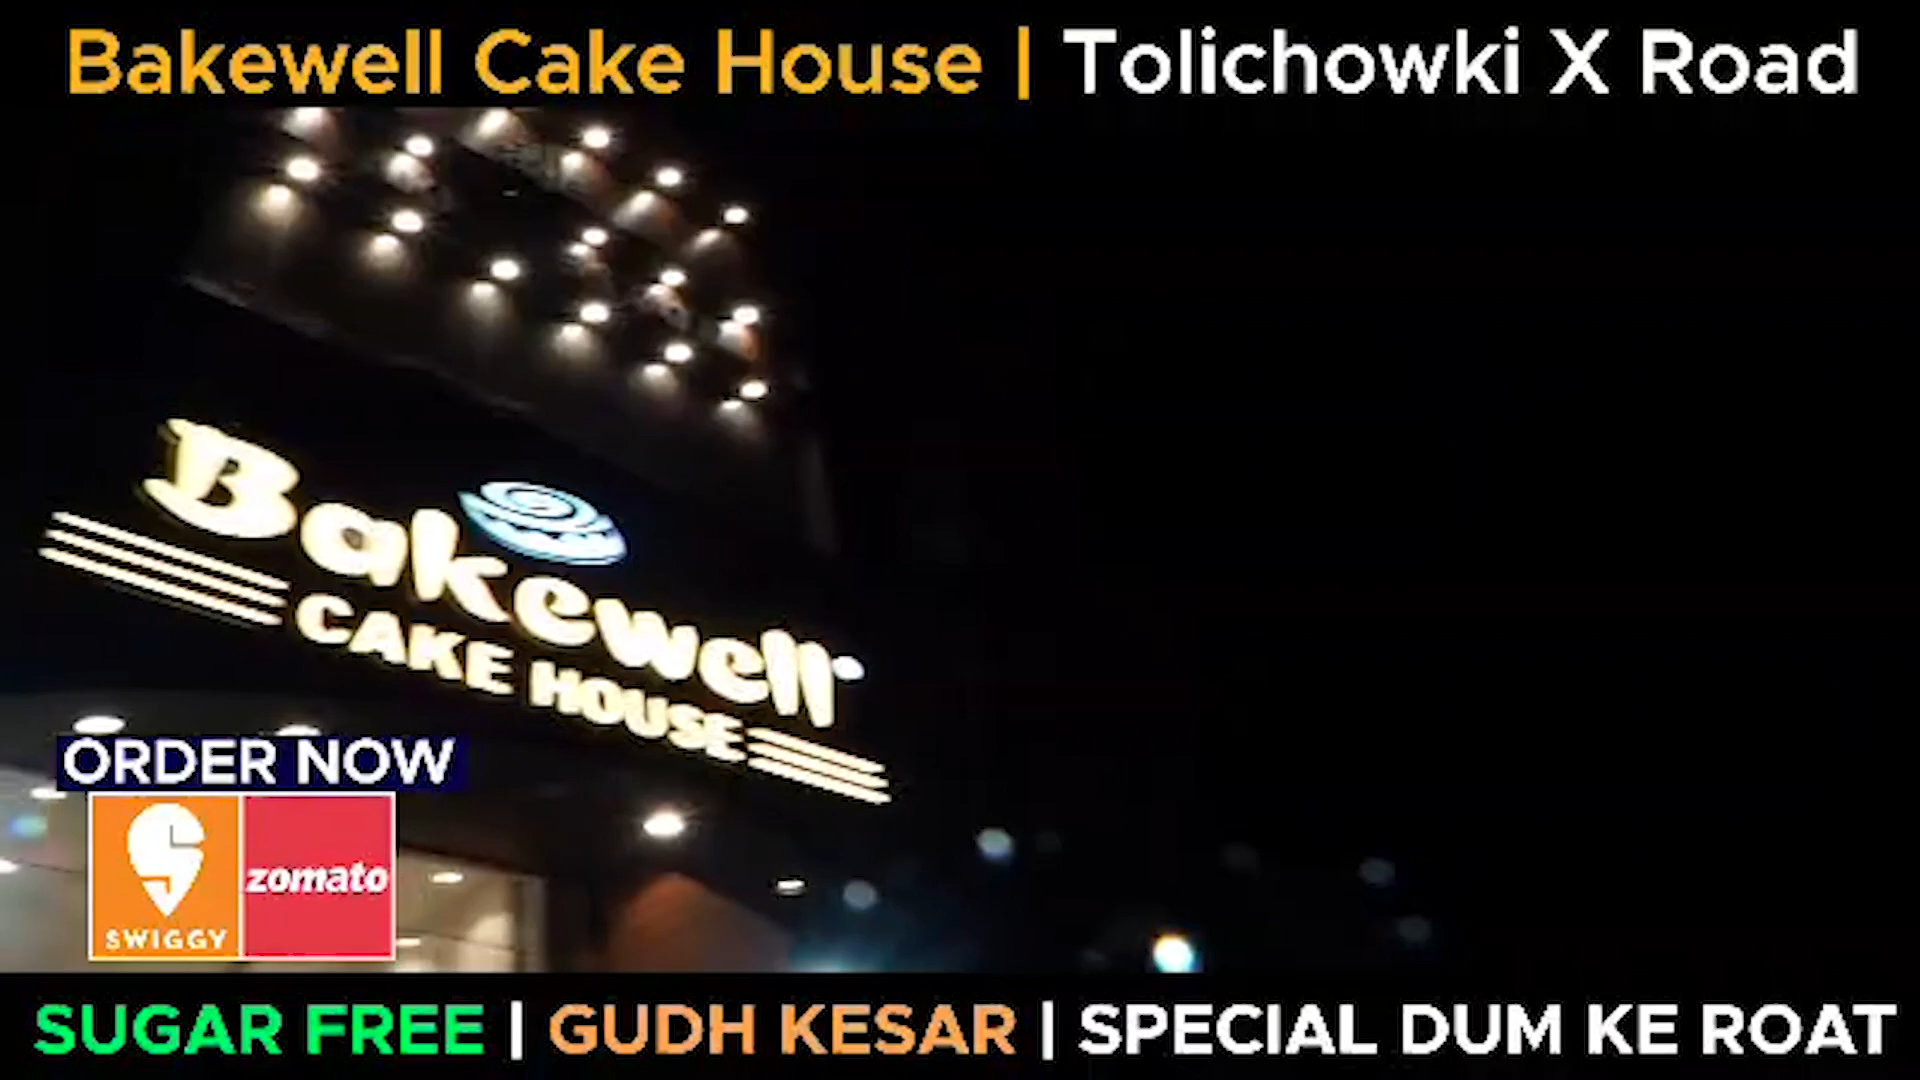 Bakewell Cake House | Tolichowki X Road
Bakewell
CAKE HOUSE
ORDER NOW
SWIGGY
zomato
SUGAR FREE | GUDH KESAR | SPECIAL DUM KE ROAT